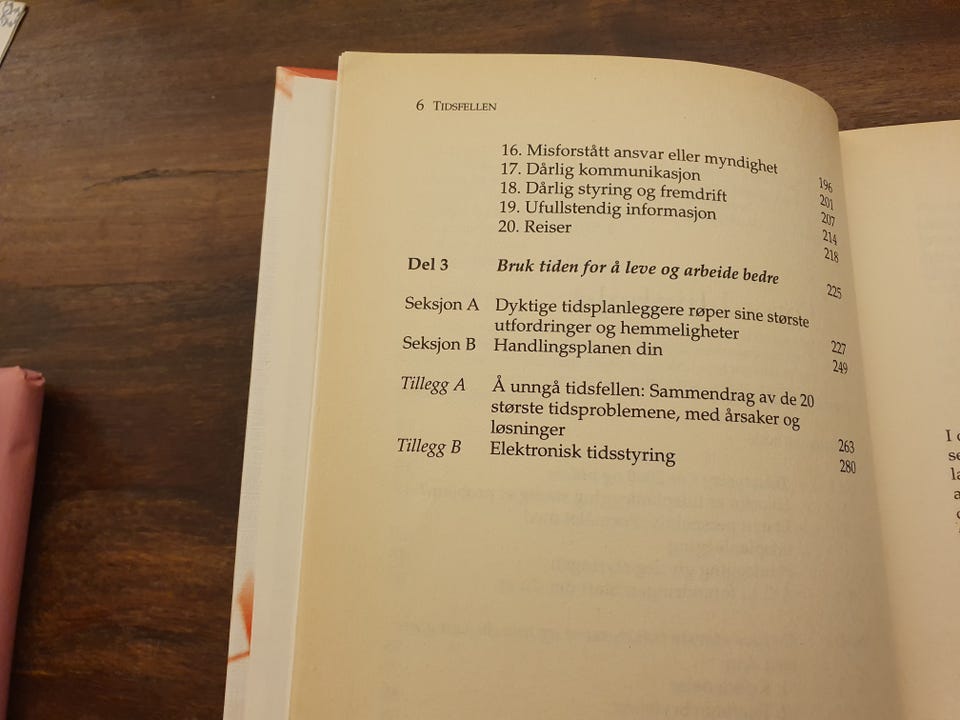 6 TIDSFELLEN
16. Misforstått ansvar eller myndighet 196
17. Dårlig kommunikasjon 201
18. Dårlig styring og fremdrift 207
19. Ufullstendig informasjon 214
20. Reiser 218
Del 3 Bruk tiden for å leve og arbeide bedre 225
Seksjon A Dyktige tidsplanleggere røper sine største
utfordringer og hemmeligheter 227
Seksjon B Handlingsplanen din 249
Tillegg A Å unngå tidsfellen: Sammendrag av de 20
største tidsproblemene, med årsaker og
løsninger 263
Tillegg B Elektronisk tidsstyring 280